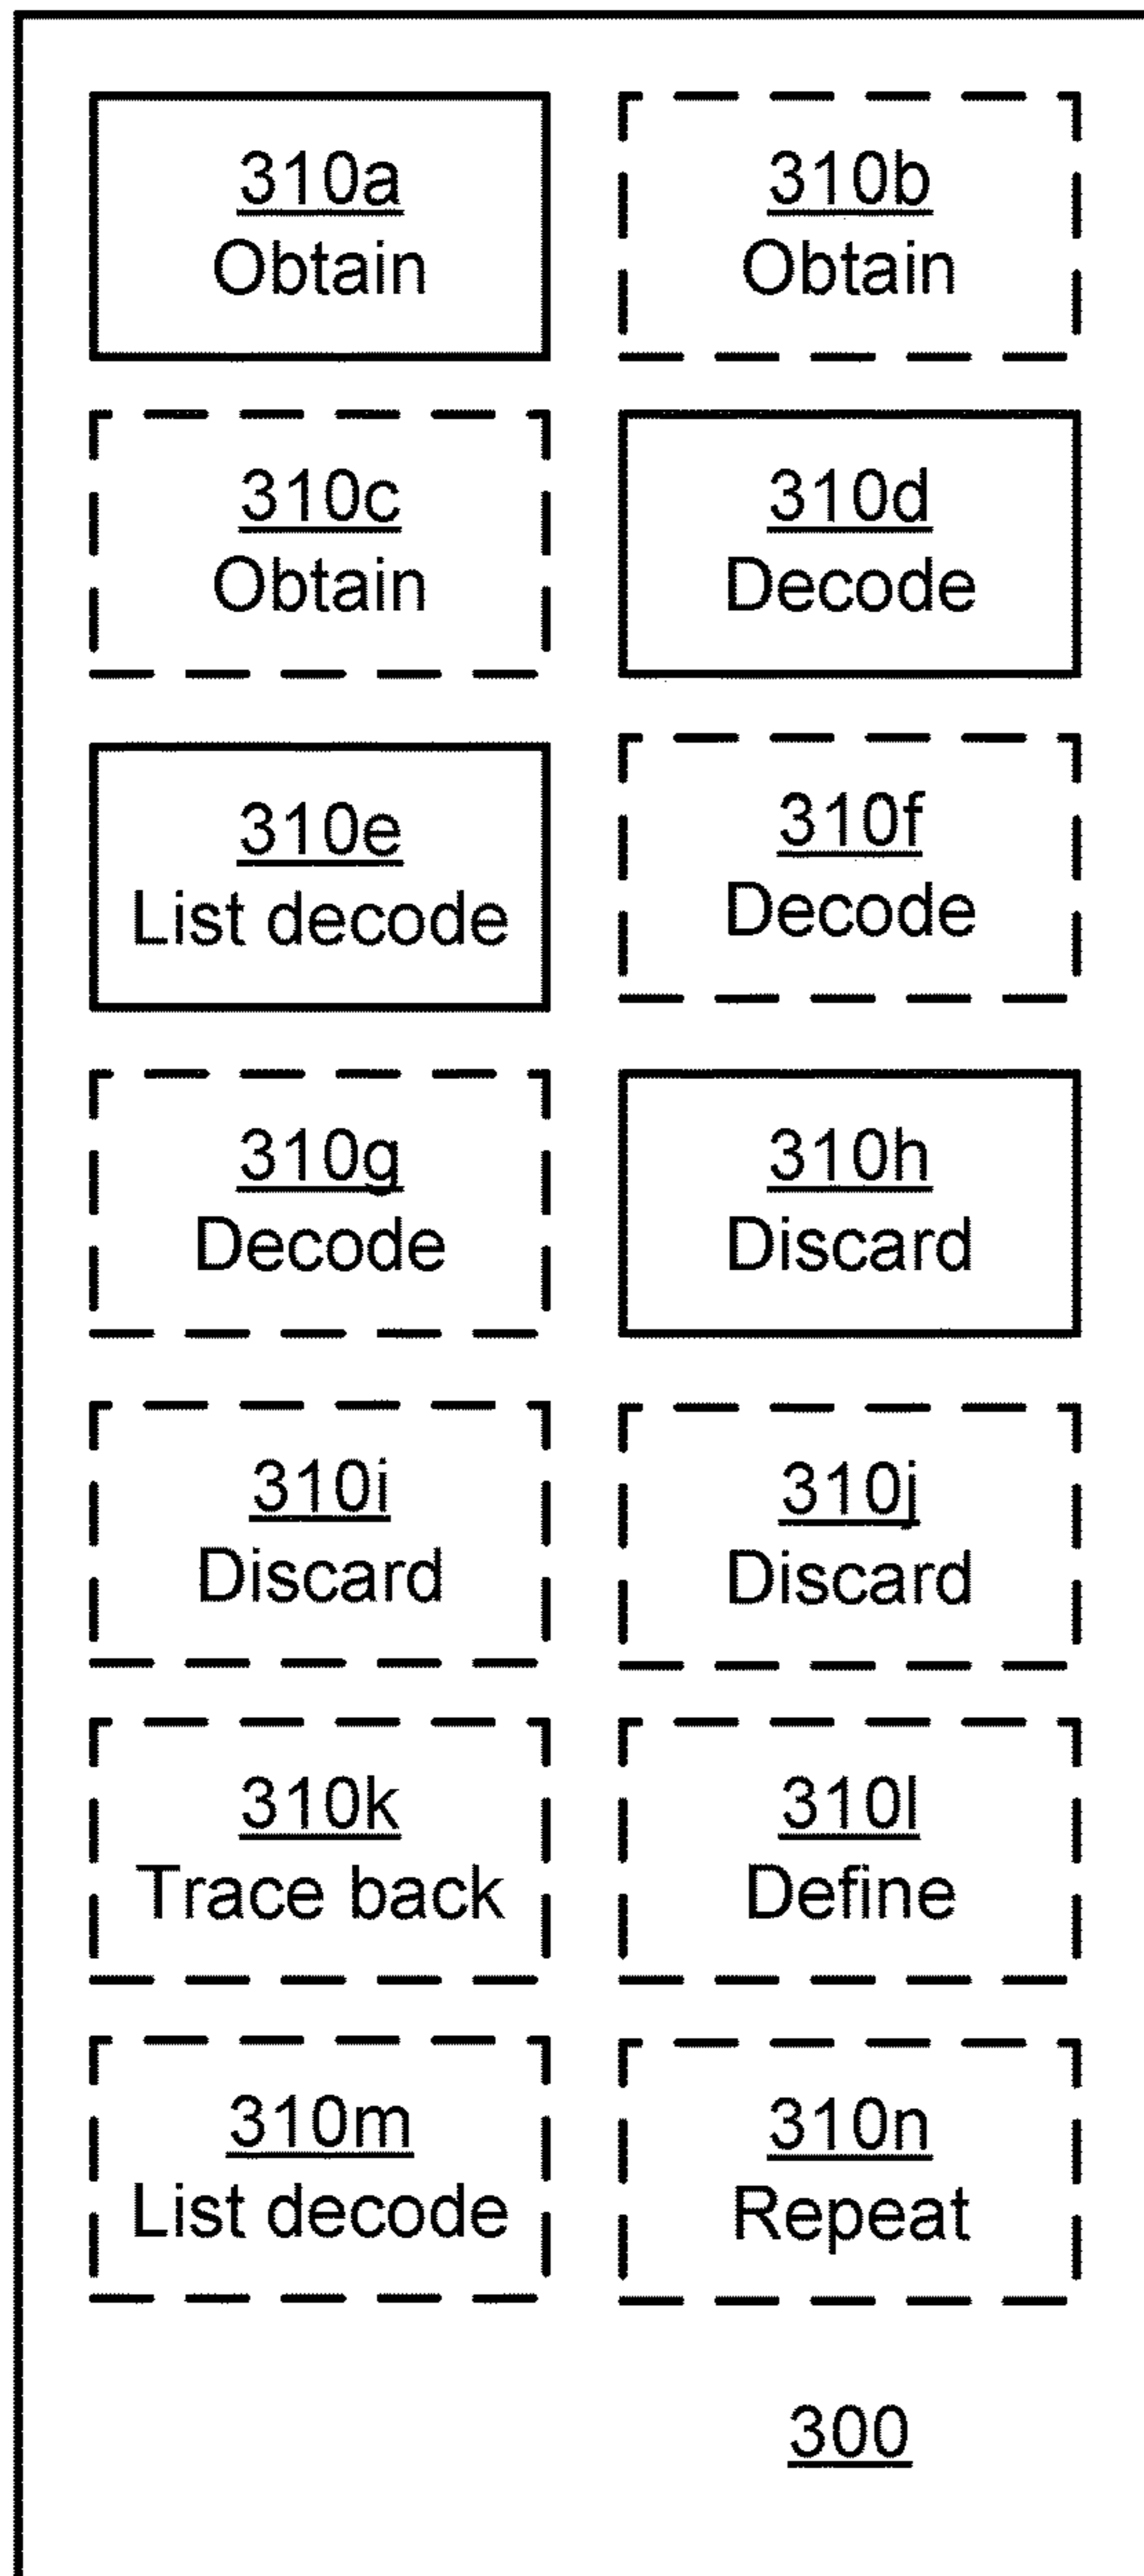 310a
Obtain
310b
Obtain
310c
Obtain
310d
Decode
310e
List decode
310f
Decode
310g
Decode
310h
Discard
310i
Discard
310j
Discard
310k
Trace back
310l
Define
310m
List decode
310n
Repeat
300